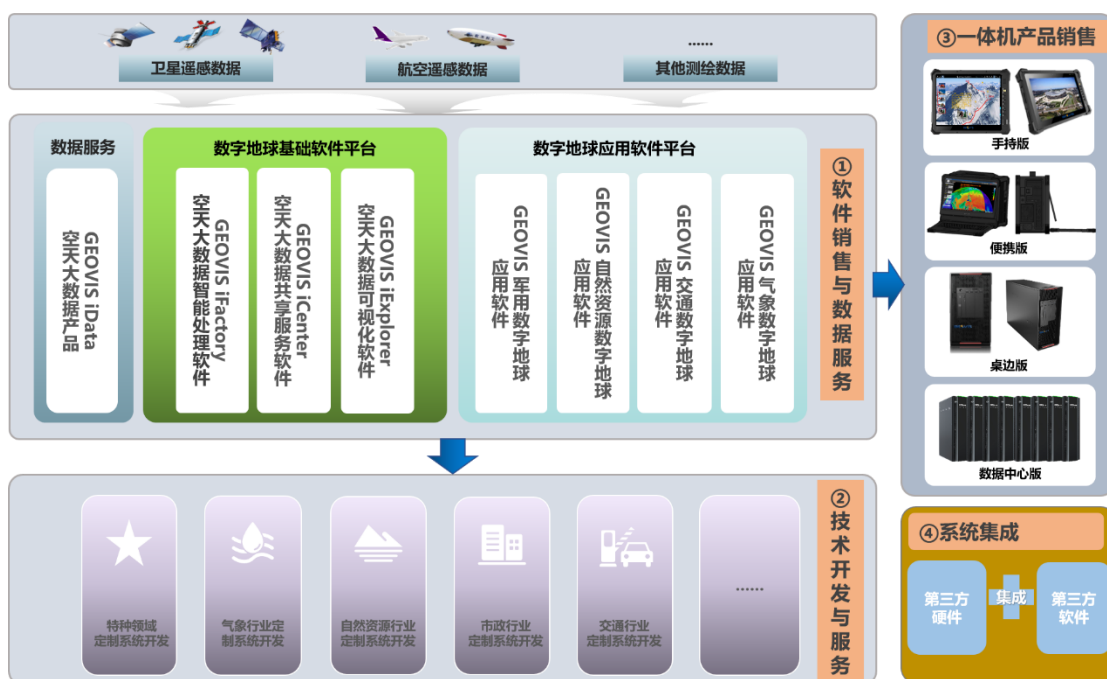 卫星遥感数据
航空遥感数据
......
其他测绘数据
数据服务
GEOVIS iData
空天大数据产品
数字地球基础软件平台
GEOVIS iFactory
空天大数据智能处理软件
GEOVIS iCenter
空天大数据共享服务软件
GEOVIS iExplorer
空天大数据可视化软件
数字地球应用软件平台
GEOVIS 军用数字地球
应用软件
GEOVIS 自然资源数字地球
应用软件
GEOVIS 交通数字地球
应用软件
GEOVIS 气象数字地球
应用软件
①软件销售与数据服务
特种领域
定制系统开发
气象行业定
制系统开发
自然资源行业
定制系统开发
市政行业
定制系统开发
交通行业
定制系统开发
......
②技术开发与服务
③一体机产品销售
手持版
便携版
桌边版
数据中心版
④系统集成
第三方
硬件
集成
第三方
软件